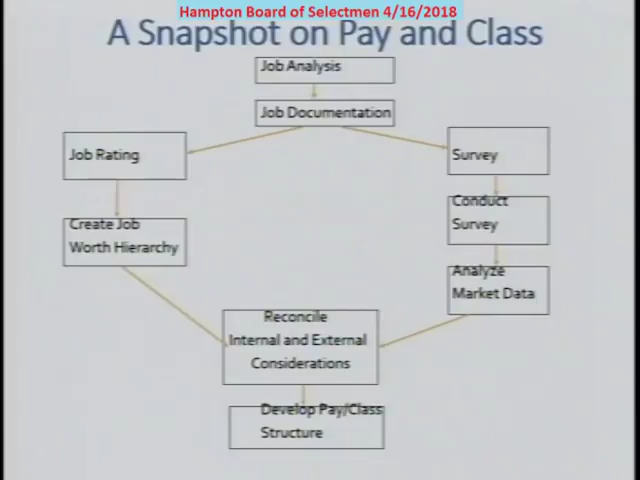 Hampton Board of Selectmen 4/16/2018
A Snapshot on Pay and Class
Job Analysis
Job Documentation
Job Rating
Survey
Create Job
Worth Hierarchy
Conduct
Survey
Analyze
Market Data
Reconcile
Internal and External
Considerations
Develop Pay/Class
Structure